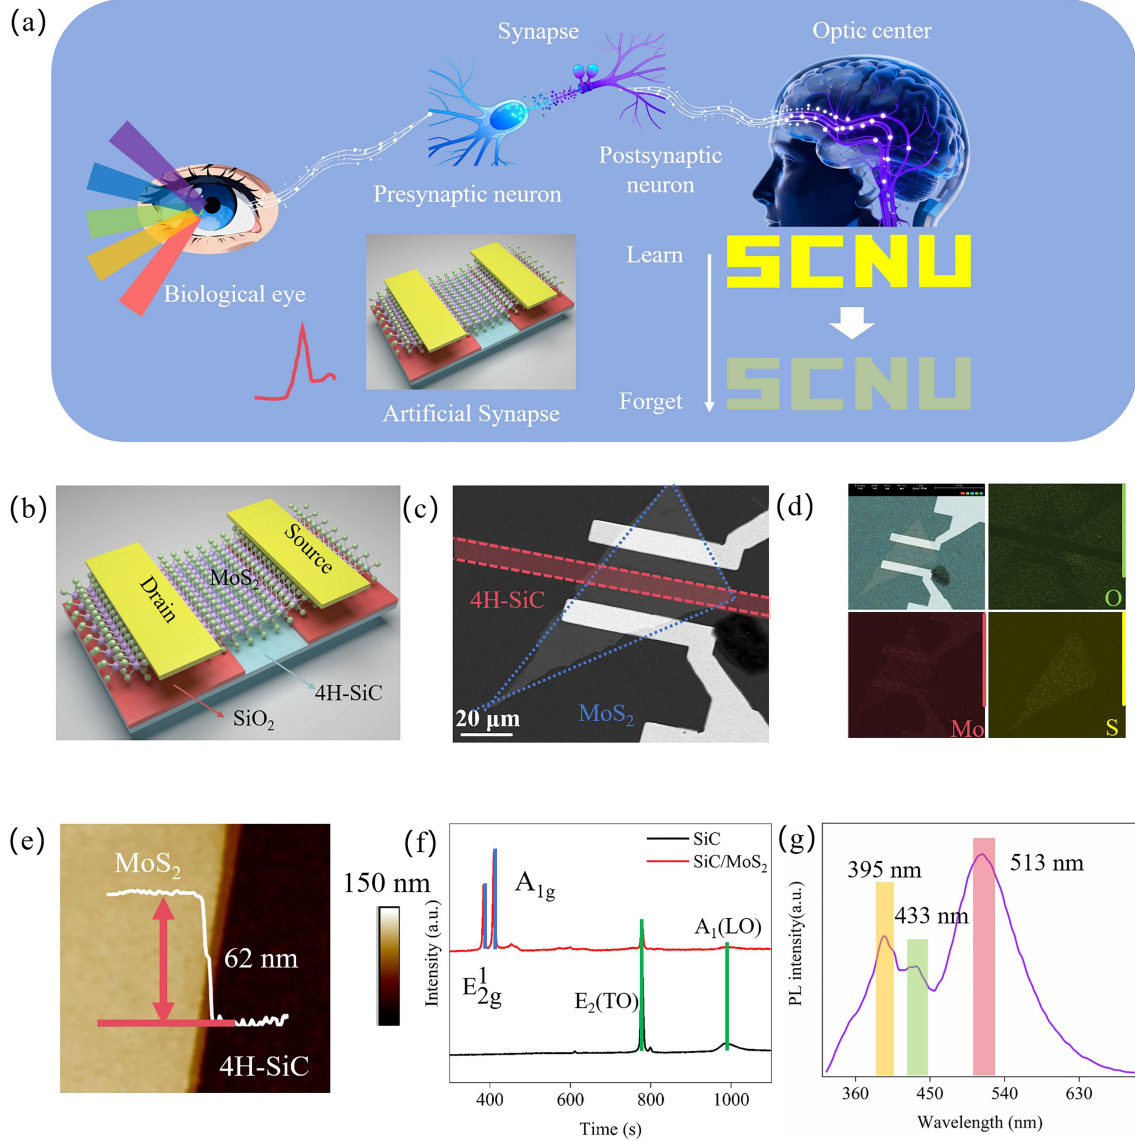 (a)
Synapse
Optic center
Presynaptic neuron
Postsynaptic
neuron
Biological eye
Learn
SCNU
Artificial Synapse
Forget
SCNU
(b)
Source
MoS₂
Drain
4H-SiC
SiO₂
(c)
4H-SiC
MoS₂
20 μm
(d)
O
Mo
S
(e)
MoS₂
150 nm
62 nm
4H-SiC
(f)
SiC
SiC/MoS₂
A₁g
A₁(LO)
E¹₂g
E₂(TO)
Intensity (a.u.)
400 600 800 1000
Time (s)
(g)
395 nm
513 nm
433 nm
PL intensity(a.u.)
360 450 540 630
Wavelength (nm)